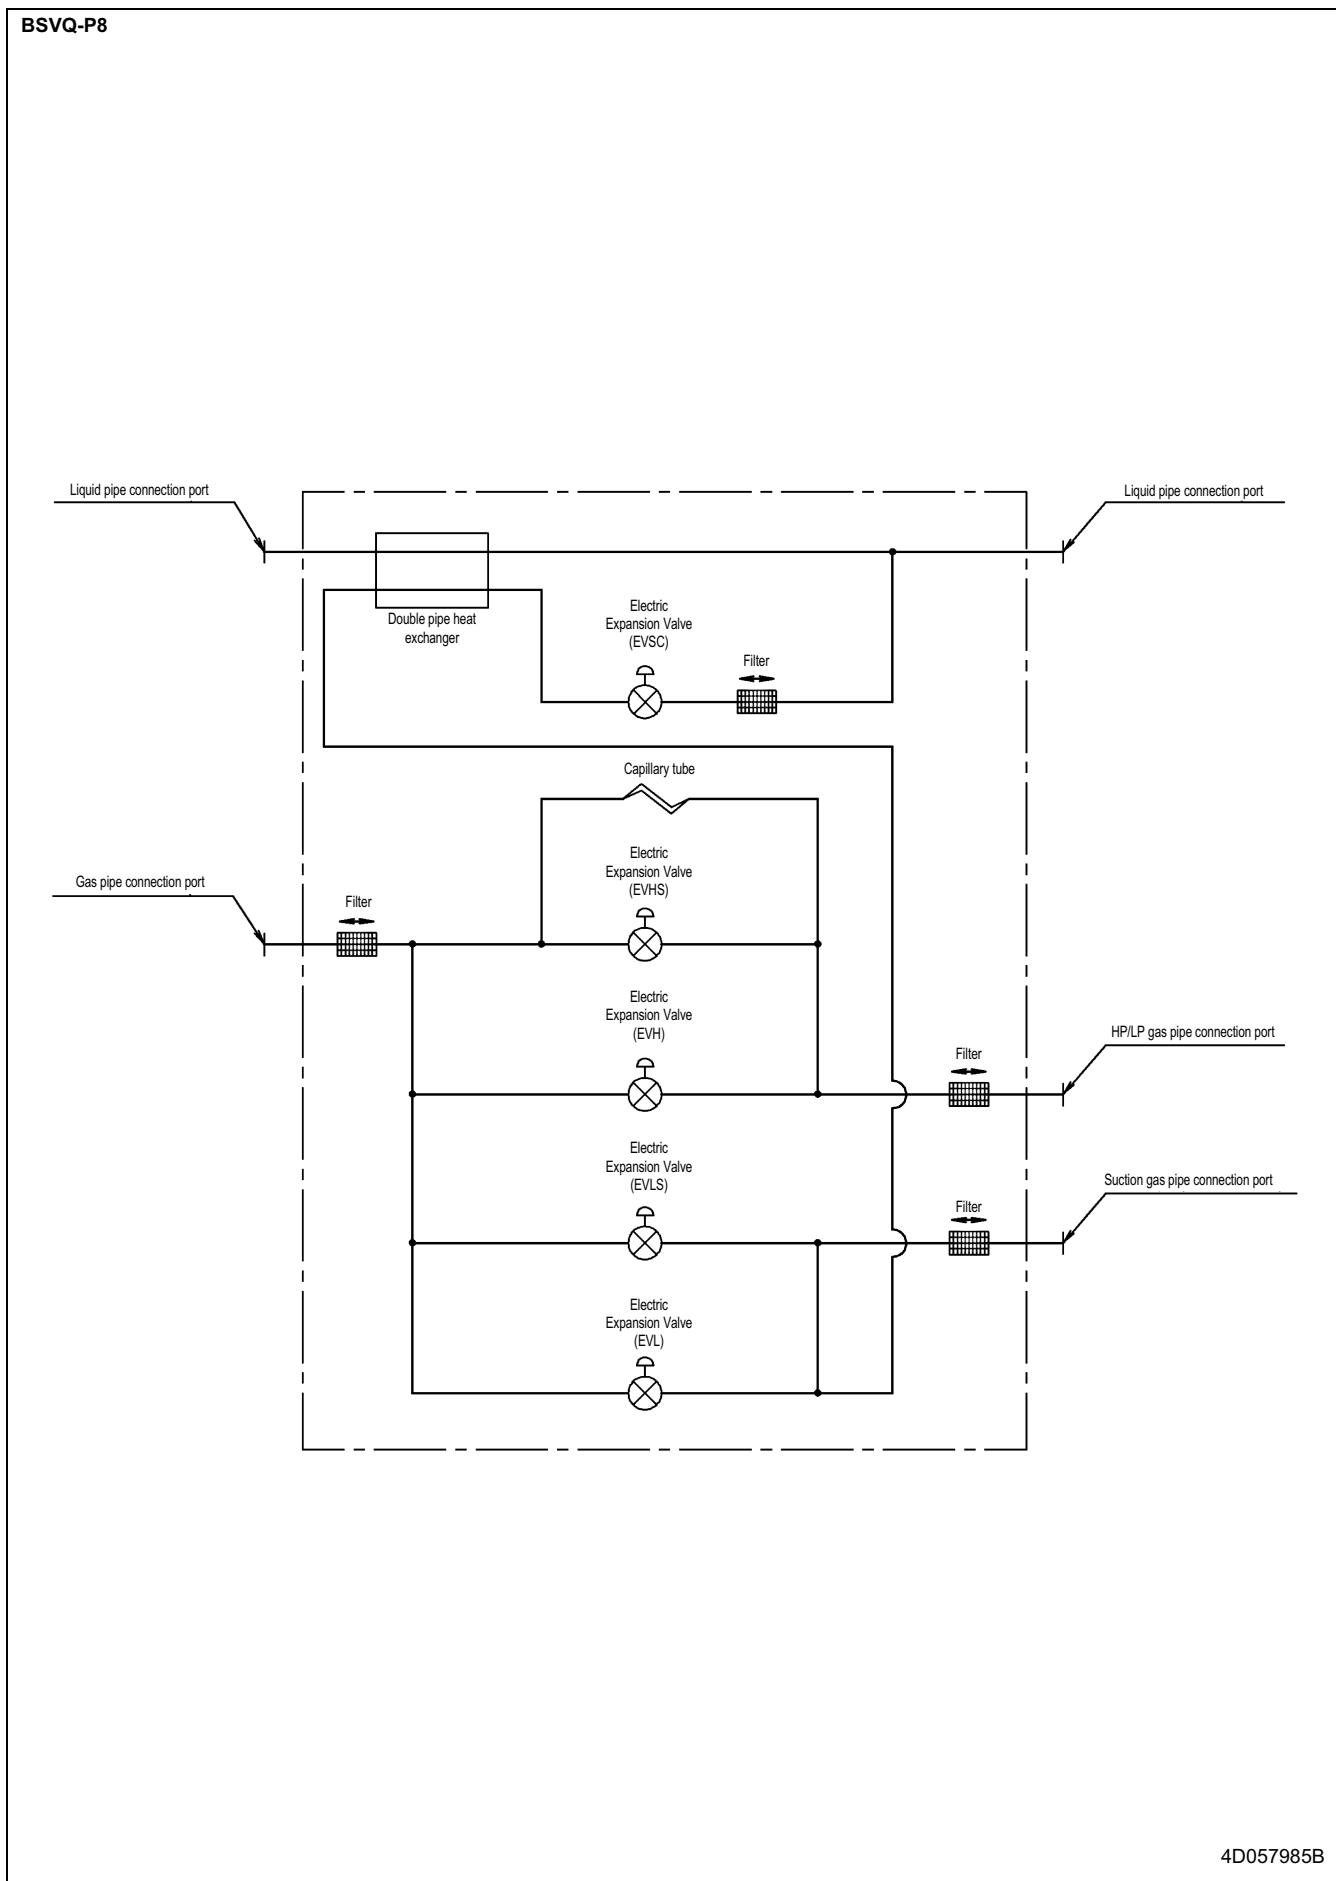 BSVQ-P8
Liquid pipe connection port
Liquid pipe connection port
Double pipe heat
exchanger
Electric
Expansion Valve
(EVSC)
Filter
Capillary tube
Electric
Expansion Valve
(EVHS)
Gas pipe connection port
Filter
Electric
Expansion Valve
(EVH)
Filter
HP/LP gas pipe connection port
Electric
Expansion Valve
(EVLS)
Filter
Suction gas pipe connection port
Electric
Expansion Valve
(EVL)
4D057985B